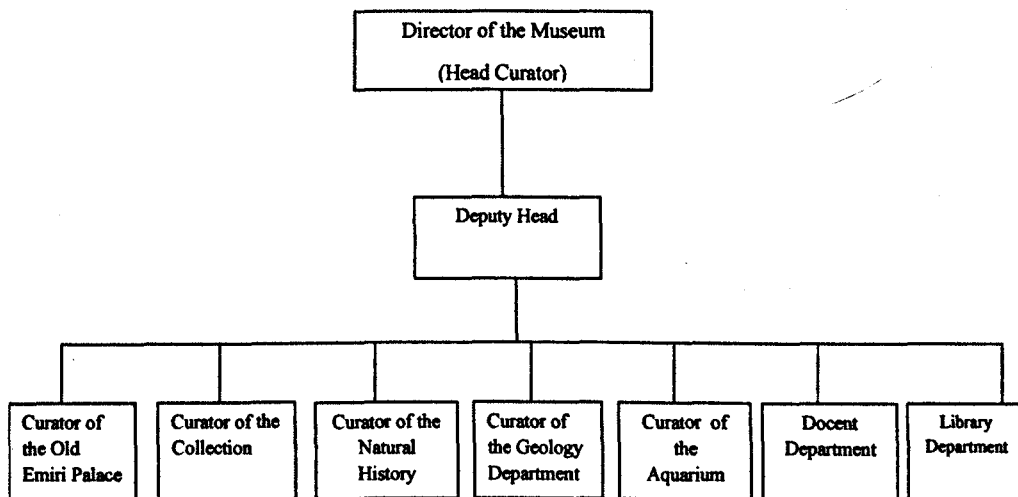 Director of the Museum
(Head Curator)
Deputy Head
Curator of
the Old
Emiri Palace
Curator of the
Collection
Curator of the
Natural
History
Curator of
the Geology
Department
Curator of
the
Aquarium
Docent
Department
Library
Department